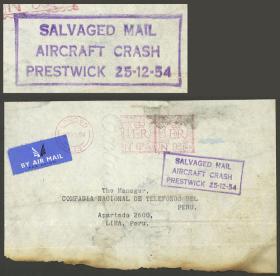 SALVAGED MAIL
AIRCRAFT CRASH
PRESTWICK 25-12-54
BY AIR MAIL
SALVAGED MAIL
AIRCRAFT CRASH
PRESTWICK 25-12-54
The Manager,
COMPAÑIA NACIONAL DE TELEFONOS DEL
PERU.
Apartado 2600,
LIMA, Peru.